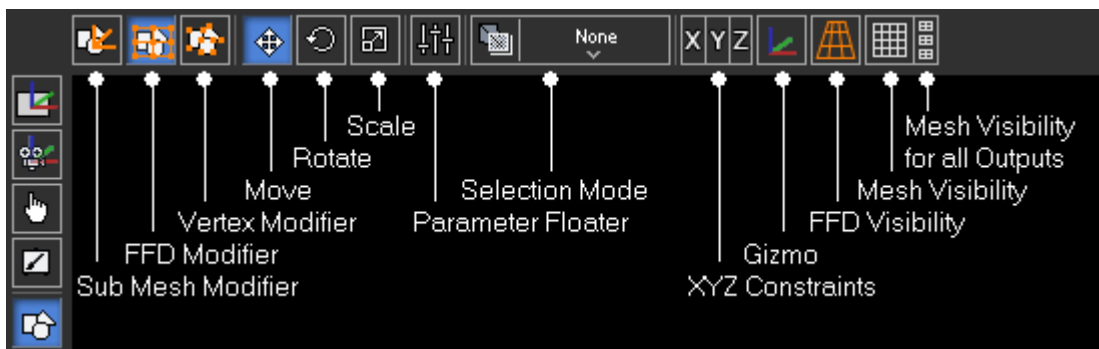 None
X Y Z
Scale
Mesh Visibility
for all Outputs
Rotate
Move
Selection Mode
Mesh Visibility
Vertex Modifier
Parameter Floater
FFD Visibility
FFD Modifier
Gizmo
Sub Mesh Modifier
XYZ Constraints